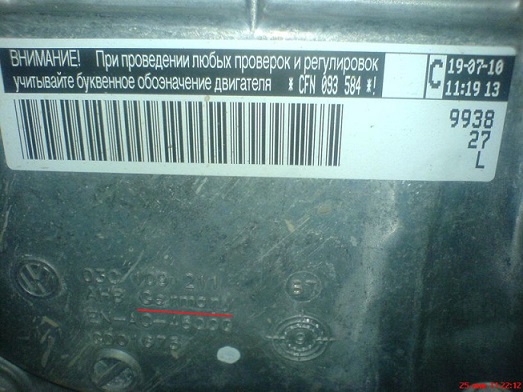 ВНИМАНИЕ! При проведении любых проверок и регулировок
учитывайте буквенное обозначение двигателя * CFN 093 584 *!
C 19-07-10
11:19 13
9938
27
L
03C
Germany